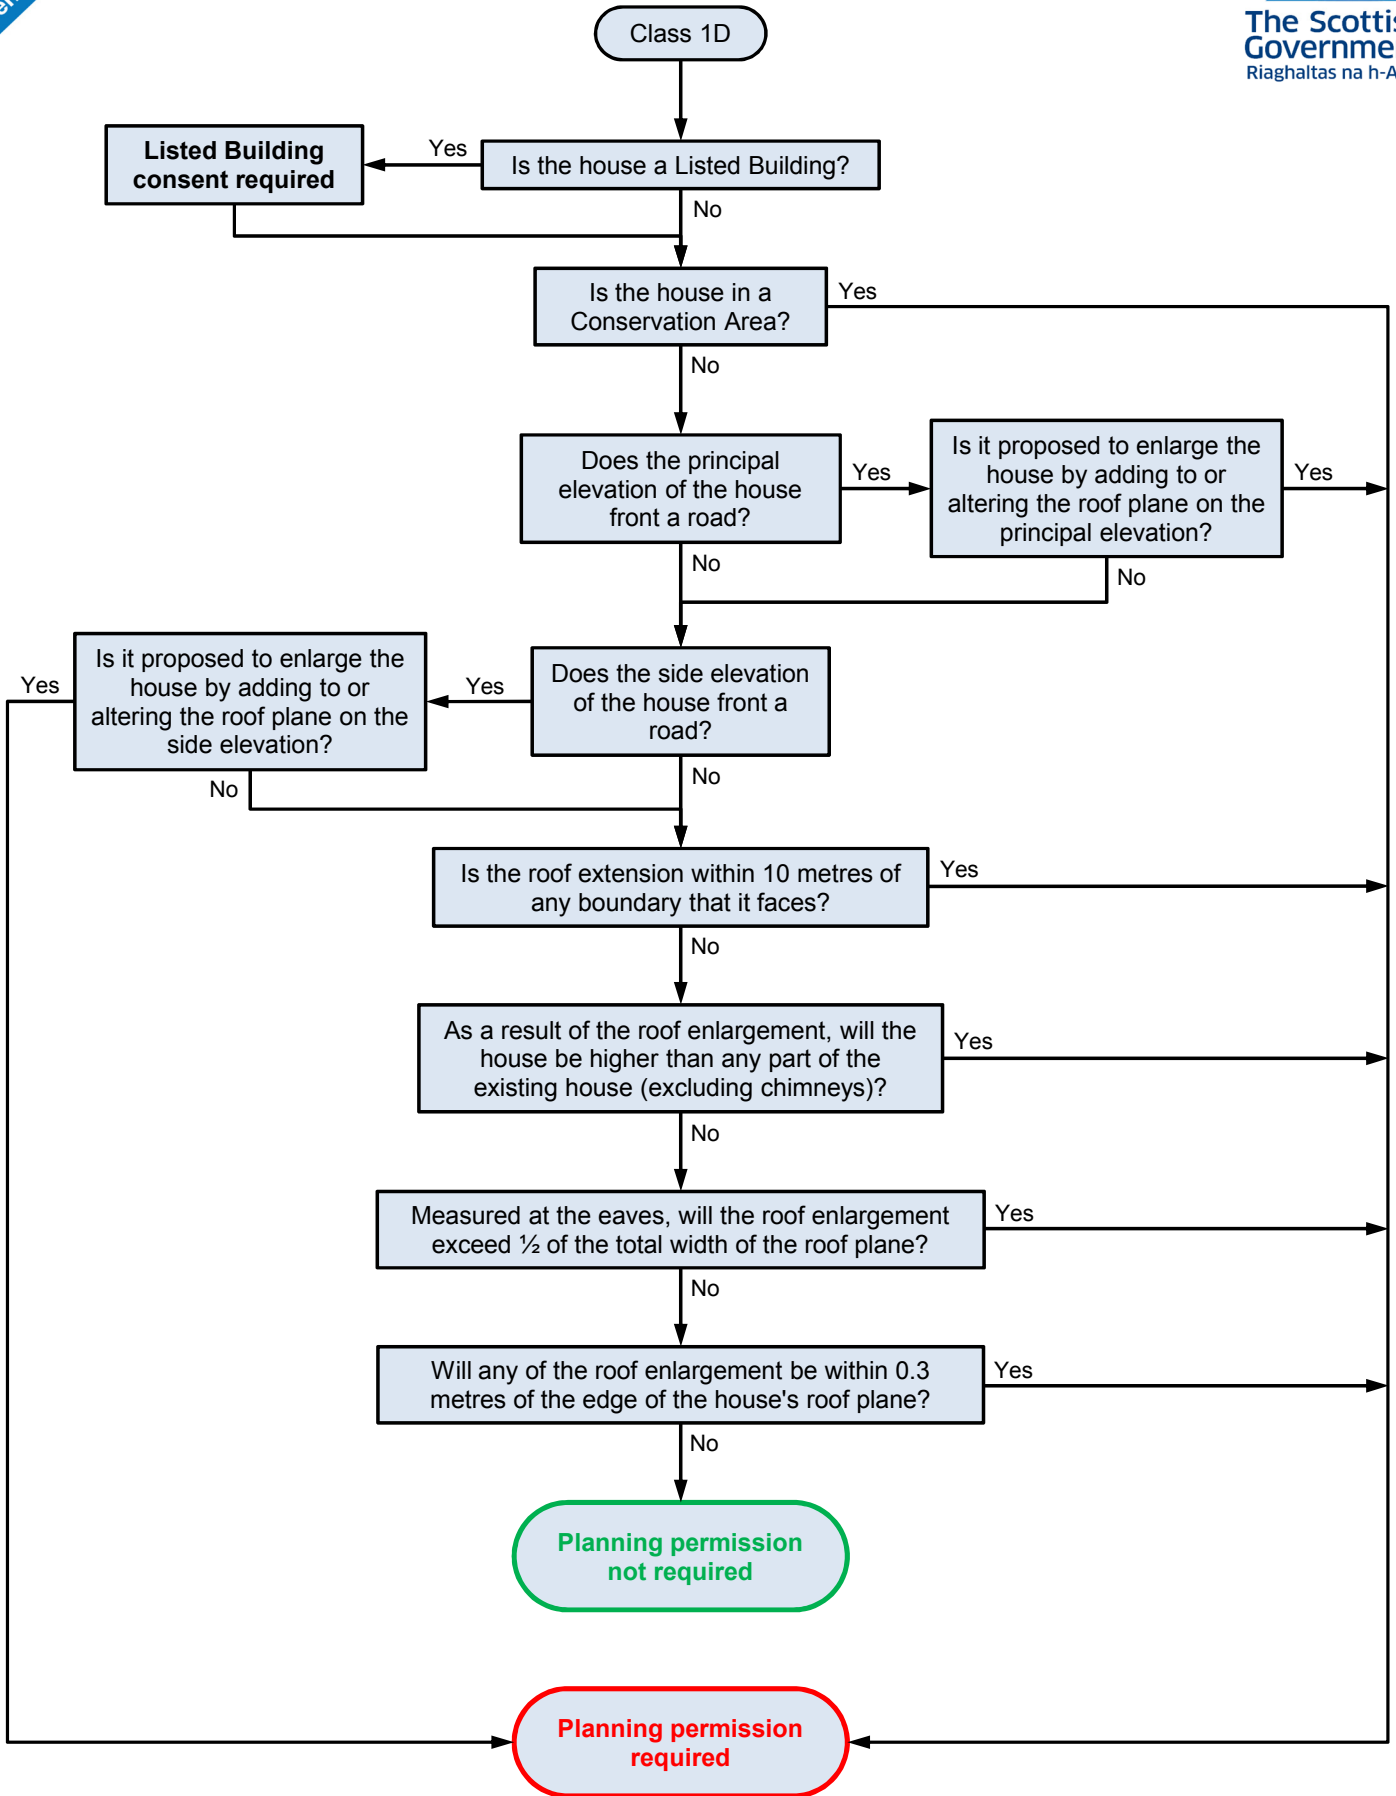 Class 1D
The Scottis
Governme
Riaghaltas na h-A
Listed Building
consent required
Yes
Is the house a Listed Building?
No
Is the house in a
Conservation Area?
Yes
No
Does the principal
elevation of the house
front a road?
Yes
Is it proposed to enlarge the
house by adding to or
altering the roof plane on the
principal elevation?
Yes
No
No
Yes
Is it proposed to enlarge the
house by adding to or
altering the roof plane on the
side elevation?
Yes
Does the side elevation
of the house front a
road?
No
No
Is the roof extension within 10 metres of
any boundary that it faces?
Yes
No
As a result of the roof enlargement, will the
house be higher than any part of the
existing house (excluding chimneys)?
Yes
No
Measured at the eaves, will the roof enlargement
exceed ½ of the total width of the roof plane?
Yes
No
Will any of the roof enlargement be within 0.3
metres of the edge of the house's roof plane?
Yes
No
Planning permission
not required
Planning permission
required